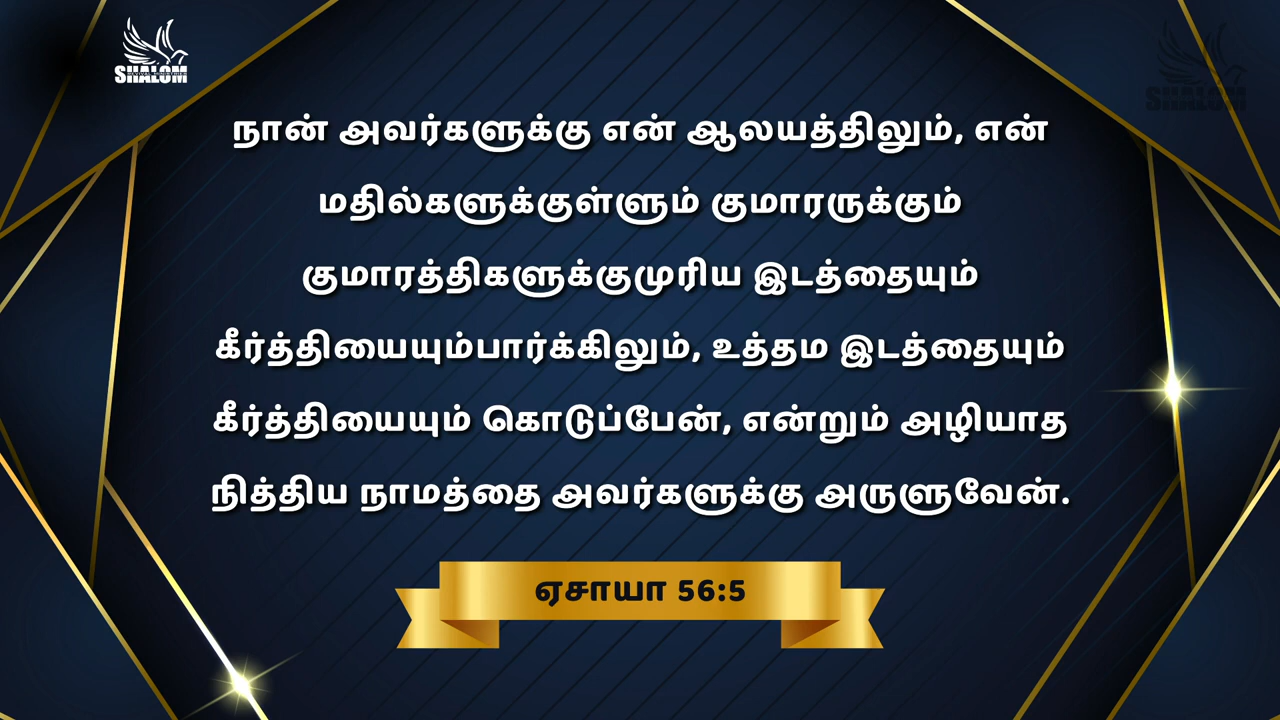 SHALOM
SHALOM
நான் அவர்களுக்கு என் ஆலயத்திலும், என்
மதில்களுக்குள்ளும் குமாரருக்கும்
குமாரத்திகளுக்குமுரிய இடத்தையும்
கீர்த்தியையும்பார்க்கிலும், உத்தம இடத்தையும்
கீர்த்தியையும் கொடுப்பேன், என்றும் அழியாத
நித்திய நாமத்தை அவர்களுக்கு அருளுவேன்.
ஏசாயா 56:5